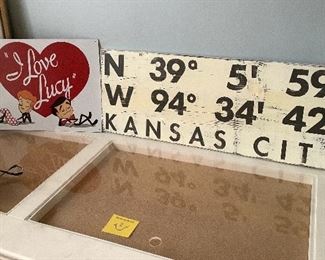 "I Love
Lucy"
N 39° 5' 59
W 94° 34' 42
KANSAS CIT